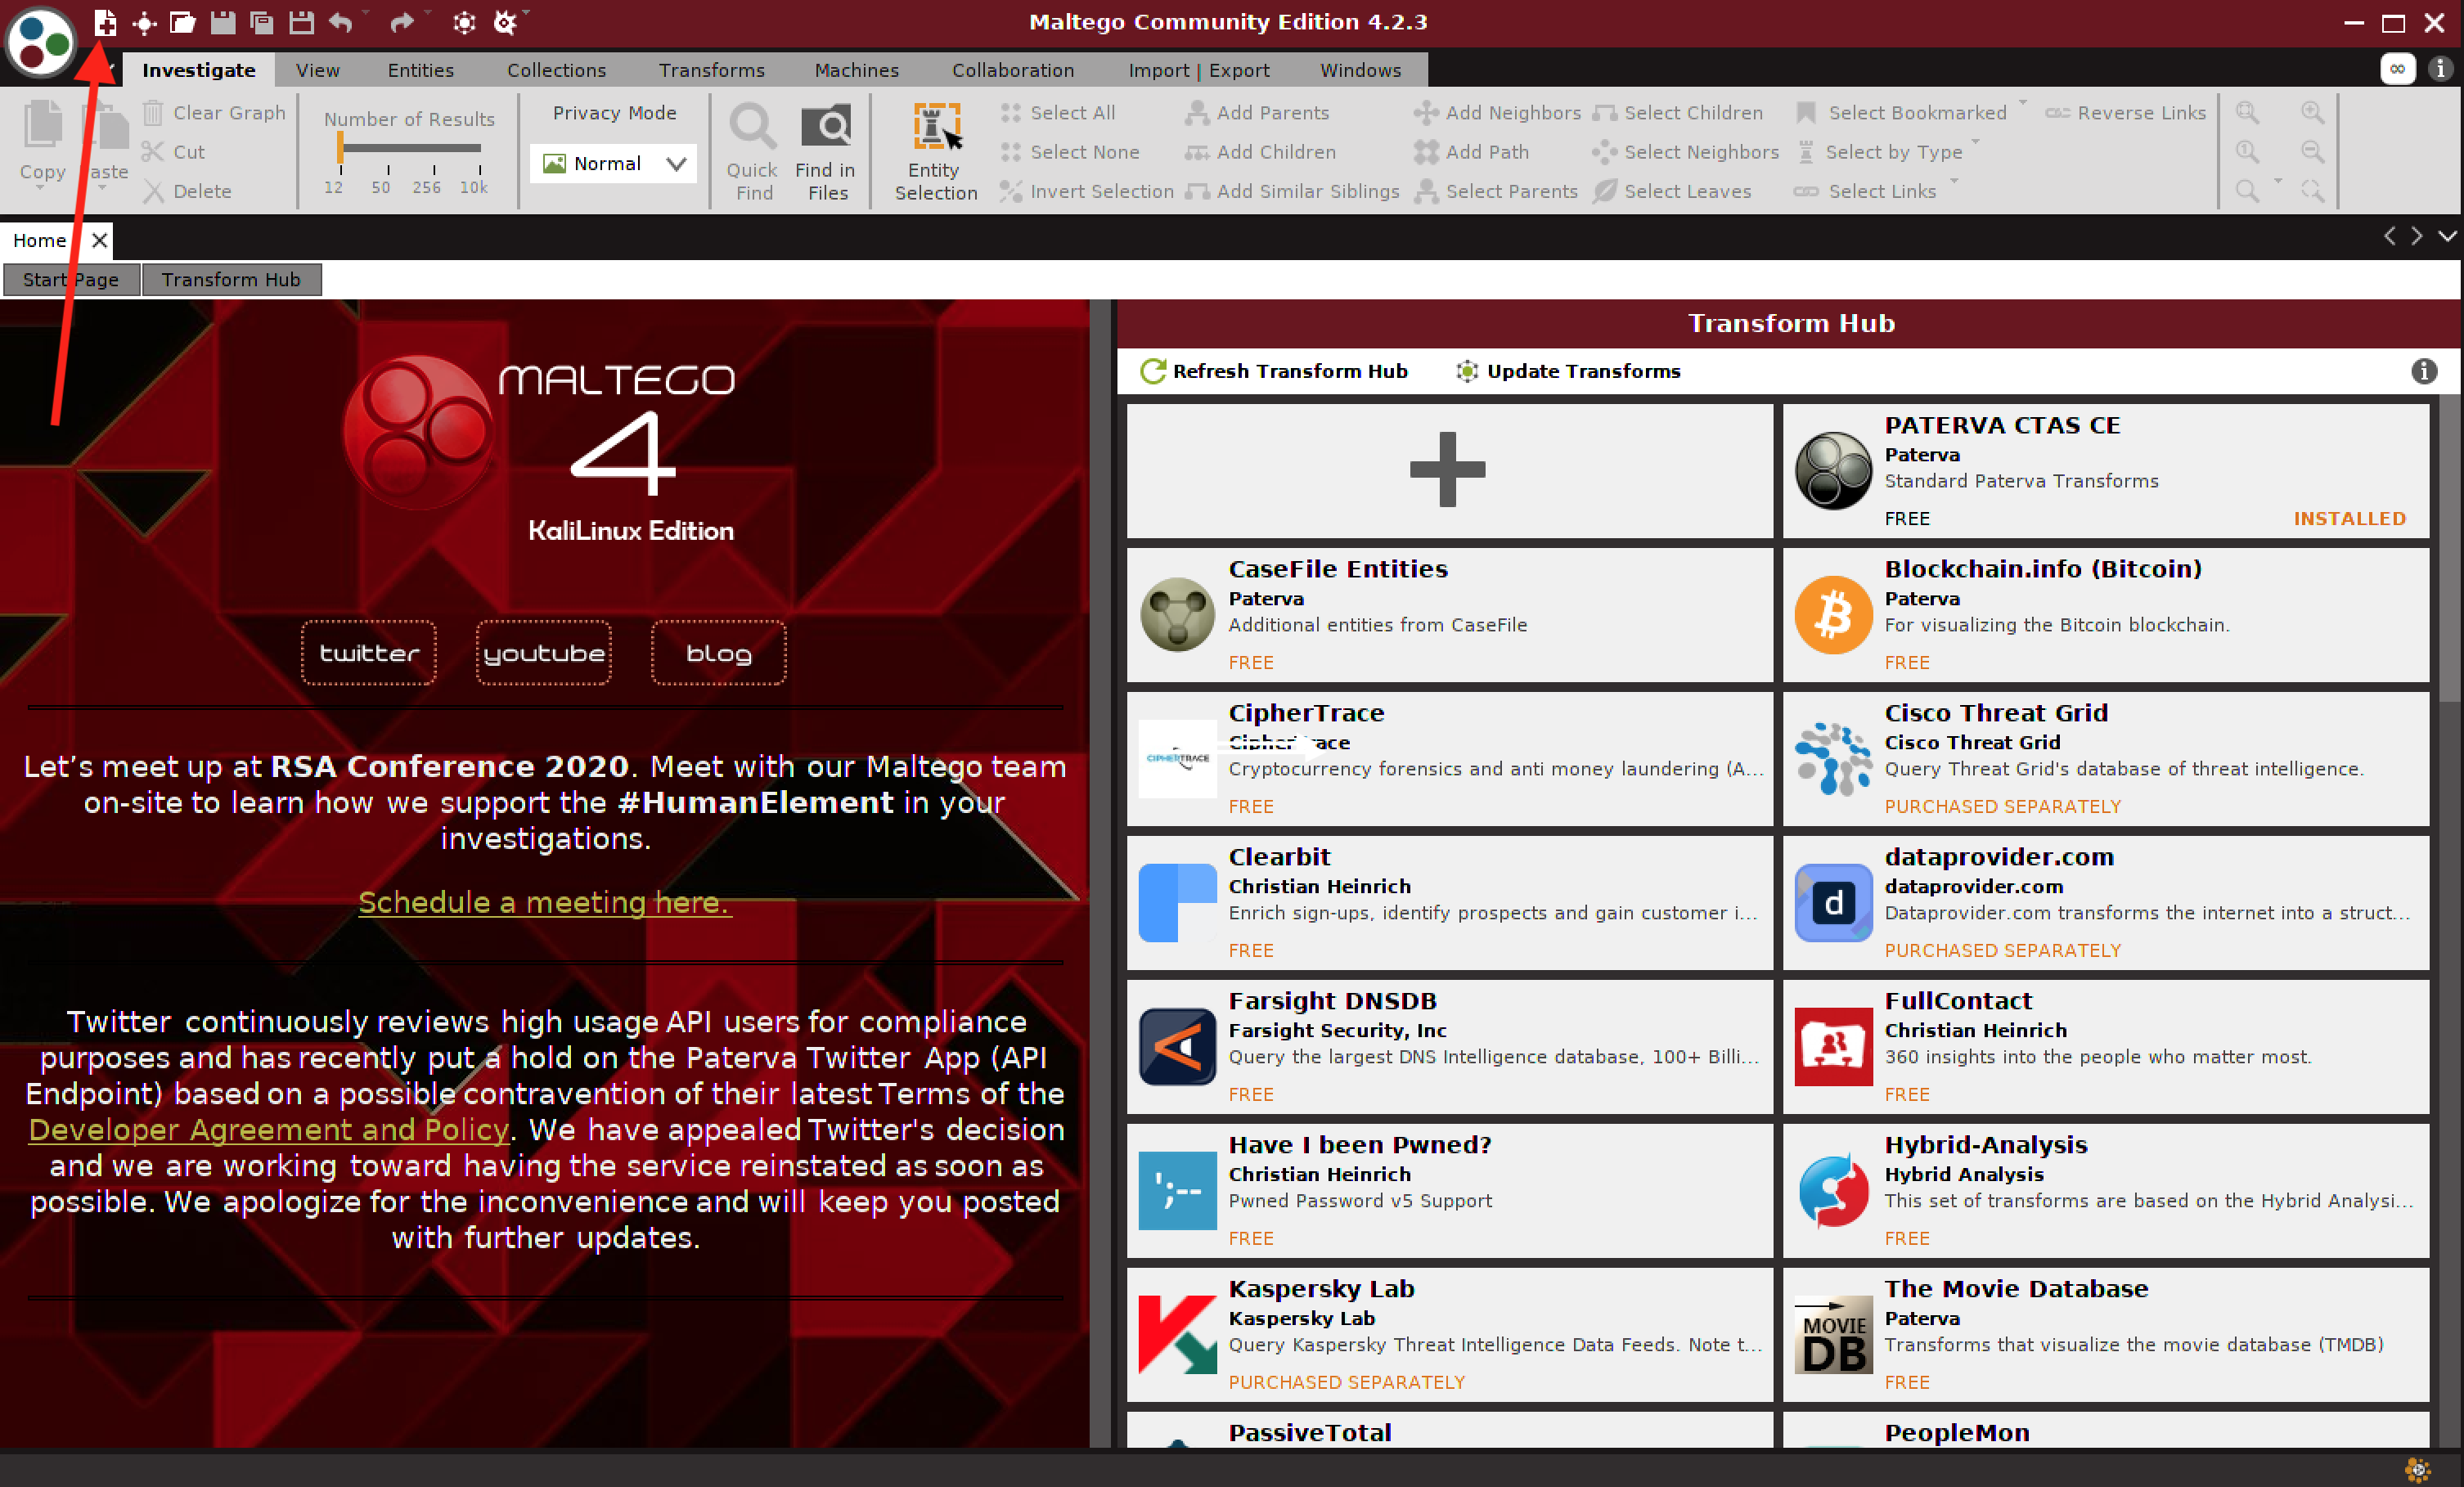 Maltego Community Edition 4.2.3
Investigate View Entities Collections Transforms Machines Collaboration Import | Export Windows
Copy
Clear Graph
Cut
Delete
Number of Results
12 50 256 10k
Privacy Mode
Normal
Quick Find
Find in Files
Entity Selection
Select All
Select None
Invert Selection
Add Parents
Add Children
Add Similar Siblings
Add Neighbors
Add Path
Select Parents
Select Children
Select Neighbors
Select Leaves
Select Bookmarked
Select by Type
Select Links
Reverse Links
Home
Start Page
Transform Hub
MALTEGO
4
KaliLinux Edition
twitter youtube blog
Let’s meet up at RSA Conference 2020. Meet with our Maltego team
on-site to learn how we support the #HumanElement in your
investigations.
Schedule a meeting here.
Twitter continuously reviews high usage API users for compliance
purposes and has recently put a hold on the Paterva Twitter App (API
Endpoint) based on a possible contravention of their latest Terms of the
Developer Agreement and Policy. We have appealed Twitter's decision
and we are working toward having the service reinstated as soon as
possible. We apologize for the inconvenience and will keep you posted
with further updates.
Transform Hub
Refresh Transform Hub Update Transforms
PATERVA CTAS CE
Paterva
Standard Paterva Transforms
FREE INSTALLED
CaseFile Entities
Paterva
Additional entities from CaseFile
FREE
Blockchain.info (Bitcoin)
Paterva
For visualizing the Bitcoin blockchain.
FREE
CIPHERTRACE
CipherTrace
CipherTrace
Cryptocurrency forensics and anti money laundering (A...
FREE
Cisco Threat Grid
Cisco Threat Grid
Query Threat Grid's database of threat intelligence.
PURCHASED SEPARATELY
Clearbit
Christian Heinrich
Enrich sign-ups, identify prospects and gain customer i...
FREE
d
dataprovider.com
dataprovider.com
Dataprovider.com transforms the internet into a struct...
PURCHASED SEPARATELY
Farsight DNSDB
Farsight Security, Inc
Query the largest DNS Intelligence database, 100+ Billi...
FREE
FullContact
Christian Heinrich
360 insights into the people who matter most.
FREE
';--
Have I been Pwned?
Christian Heinrich
Pwned Password v5 Support
FREE
Hybrid-Analysis
Hybrid Analysis
This set of transforms are based on the Hybrid Analysi...
FREE
Kaspersky Lab
Kaspersky Lab
Query Kaspersky Threat Intelligence Data Feeds. Note t...
PURCHASED SEPARATELY
MOVIE
DB
The Movie Database
Paterva
Transforms that visualize the movie database (TMDB)
FREE
PassiveTotal
PeopleMon